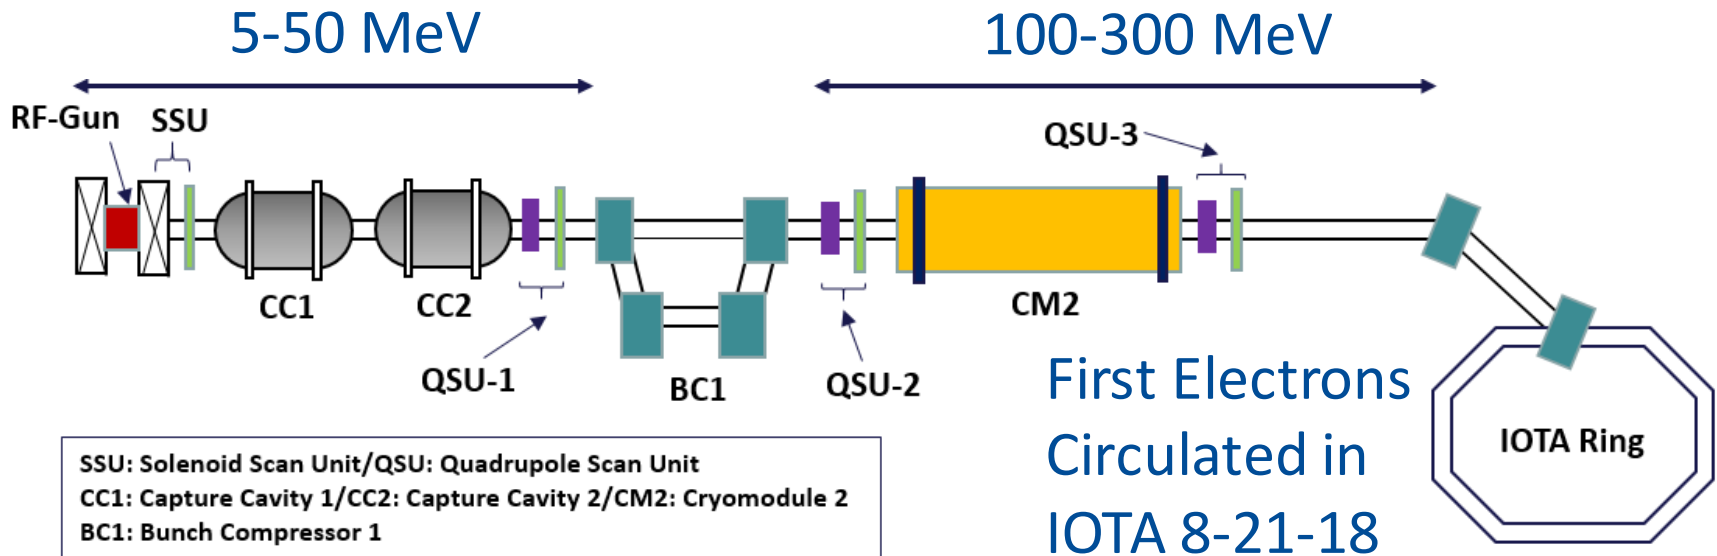 5-50 MeV
100-300 MeV
RF-Gun
SSU
QSU-3
CC1
CC2
CM2
QSU-1
BC1
QSU-2
First Electrons
Circulated in
IOTA 8-21-18
IOTA Ring
SSU: Solenoid Scan Unit/QSU: Quadrupole Scan Unit
CC1: Capture Cavity 1/CC2: Capture Cavity 2/CM2: Cryomodule 2
BC1: Bunch Compressor 1